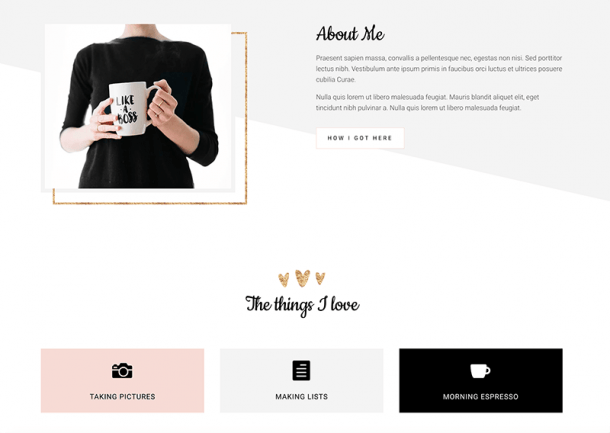 About Me
Praesent sapien massa, convallis a pellentesque nec, egestas non nisi. Sed porttitor
lectus nibh. Vestibulum ante ipsum primis in faucibus orci luctus et ultrices posuere
cubilia Curae.
Nulla quis lorem ut libero malesuada feugiat. Mauris blandit aliquet elit, eget
tincidunt nibh pulvinar a. Nulla quis lorem ut libero malesuada feugiat.
HOW I GOT HERE
LIKE
A
BOSS
The things I love
TAKING PICTURES
MAKING LISTS
MORNING ESPRESSO